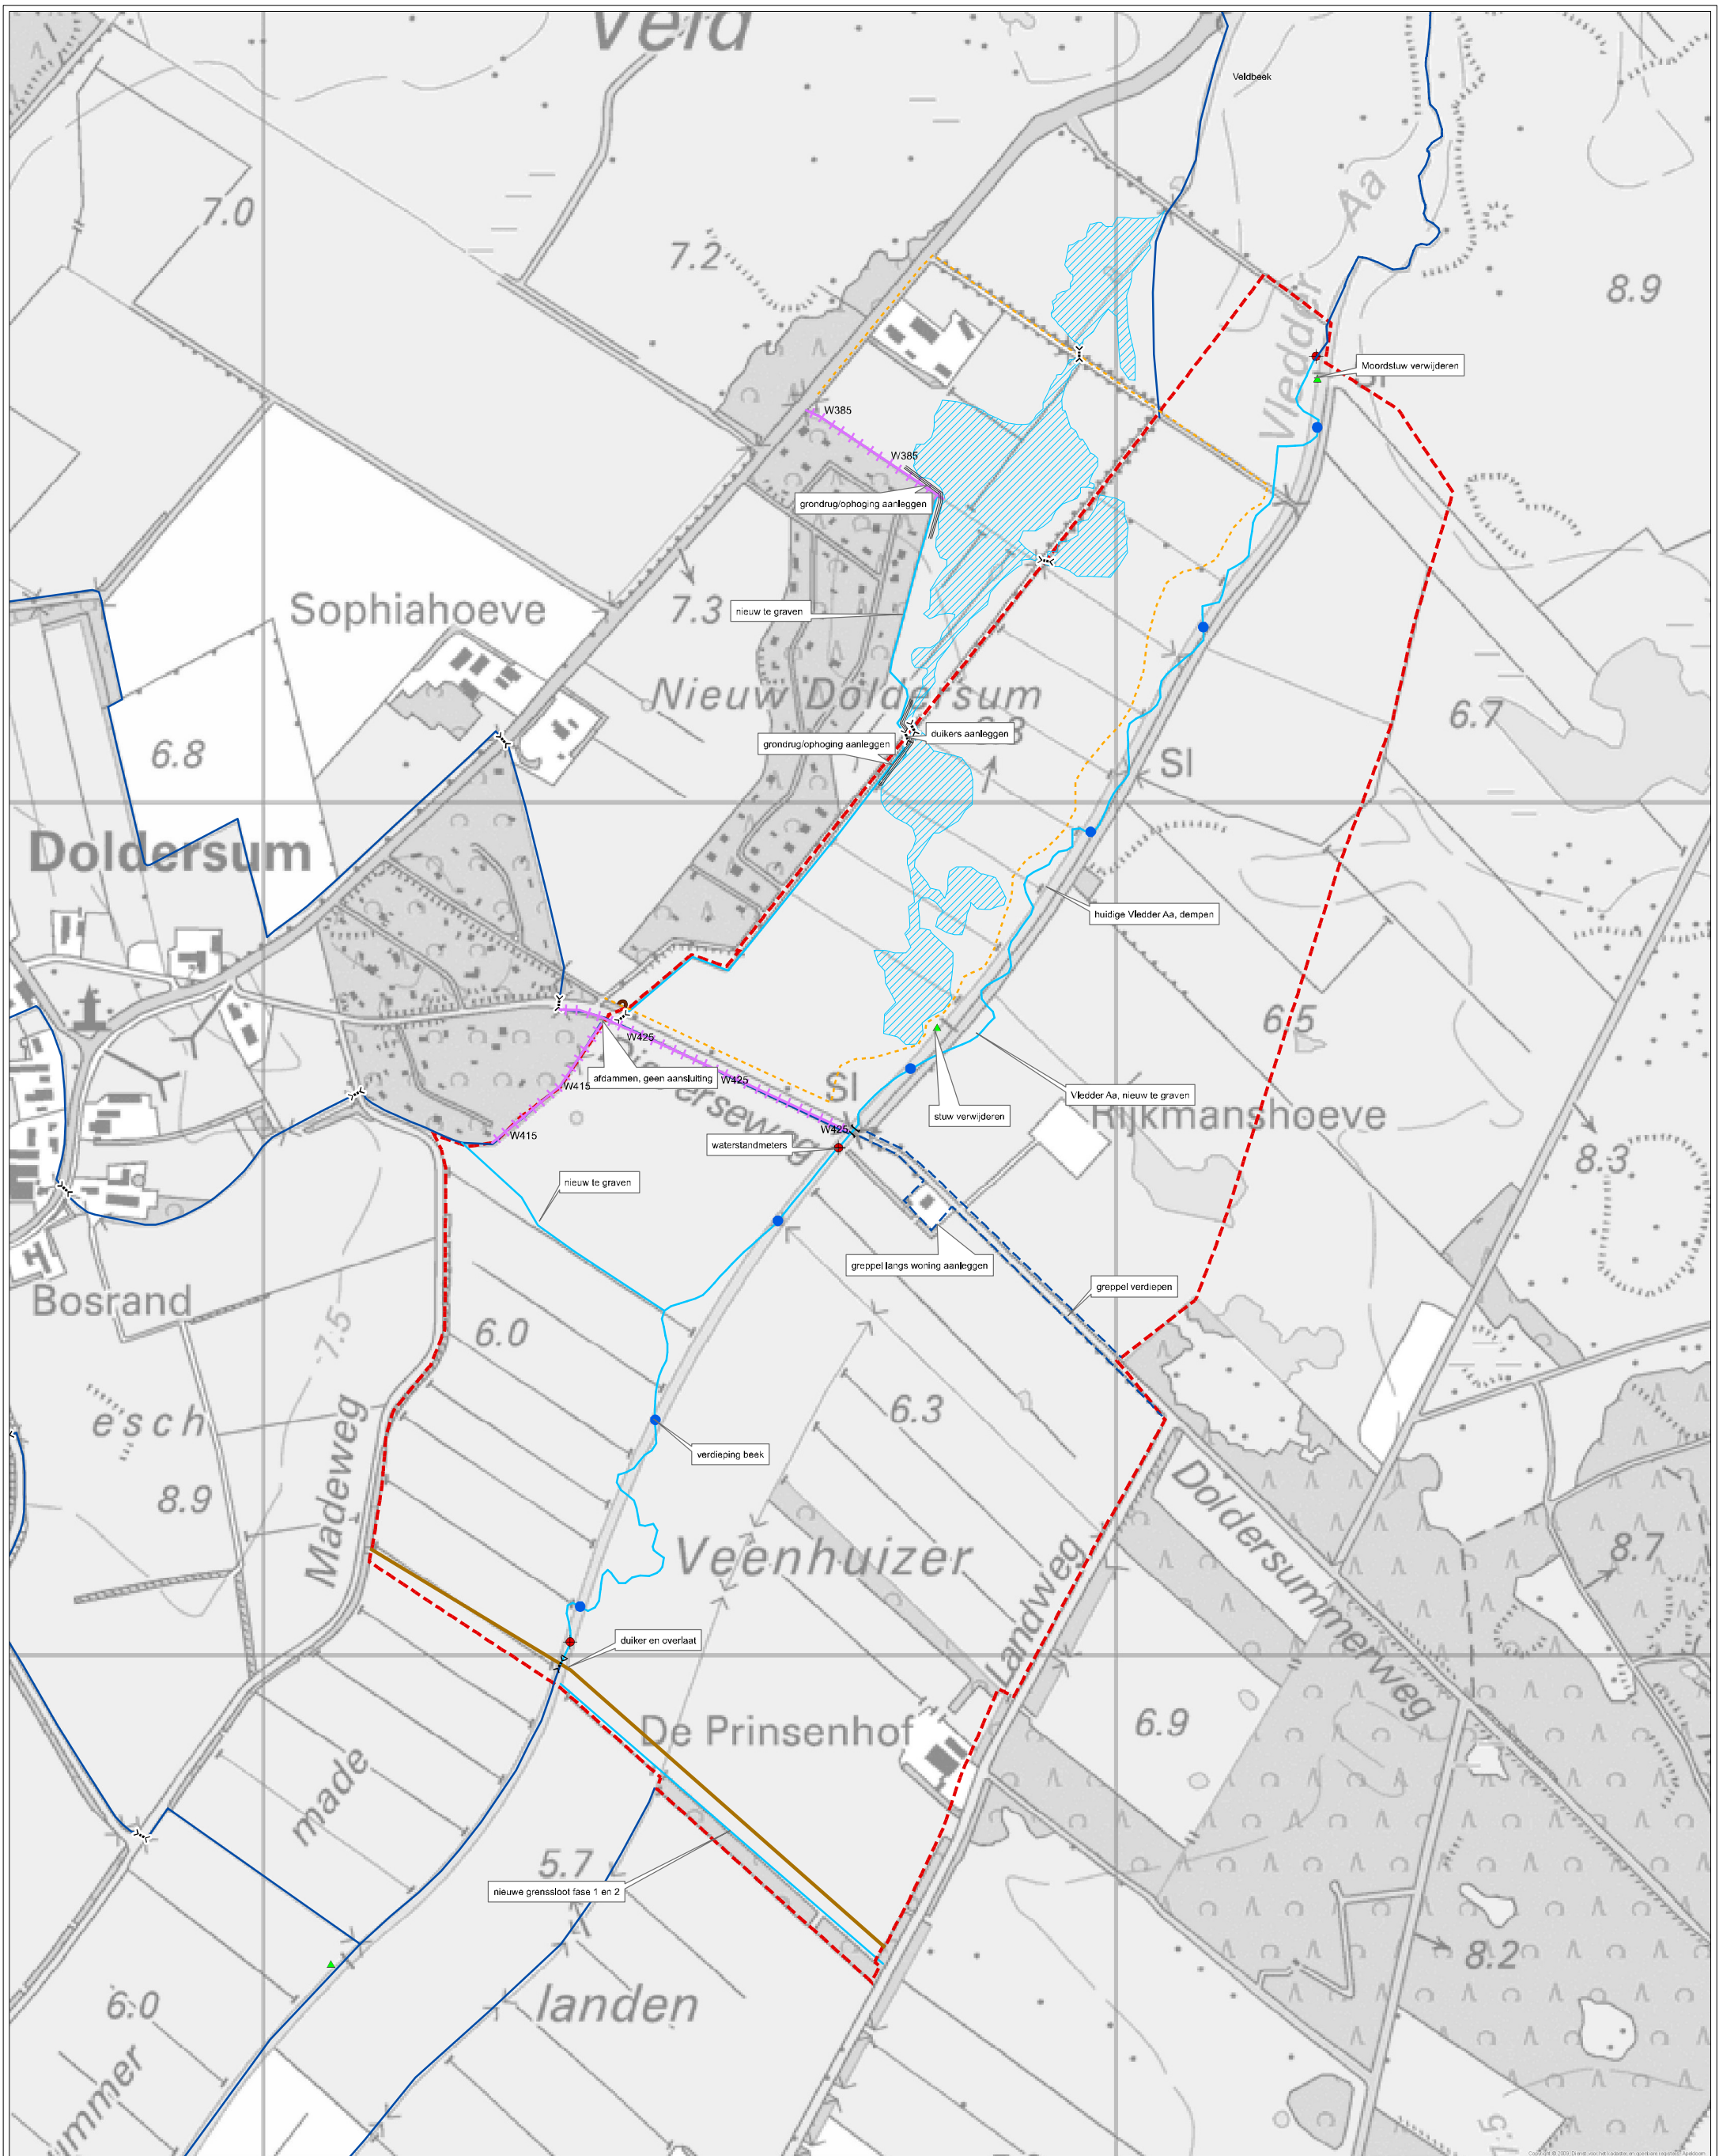 Veld
Veldbeek
Aa
7.0
7.2
8.9
Vledder
Moordstuw verwijderen
W385
W385
grondrug/ophoging aanleggen
Sophiahoeve
7.3
nieuw te graven
Nieuw Doldersum
6.7
duikers aanleggen
grondrug/ophoging aanleggen
6.8
Sl
Doldersum
huidige Vledder Aa, dempen
6.5
W425
afdammen, geen aansluiting
W425
W415
Sl
Vledder Aa, nieuw te graven
stuw verwijderen
Rijkmanshoeve
W425
W415
waterstandmeters
8.3
nieuw te graven
greppel langs woning aanleggen
greppel verdiepen
Bosrand
7.5
6.0
6.3
esch
verdieping beek
8.9
Madeweg
Veenhuizer
8.7
Doldersummerweg
Landweg
duiker en overlaat
De Prinsenhof
6.9
made
5.7
nieuwe grenssloot fase 1 en 2
8.2
6.0
landen
ummer
7.5